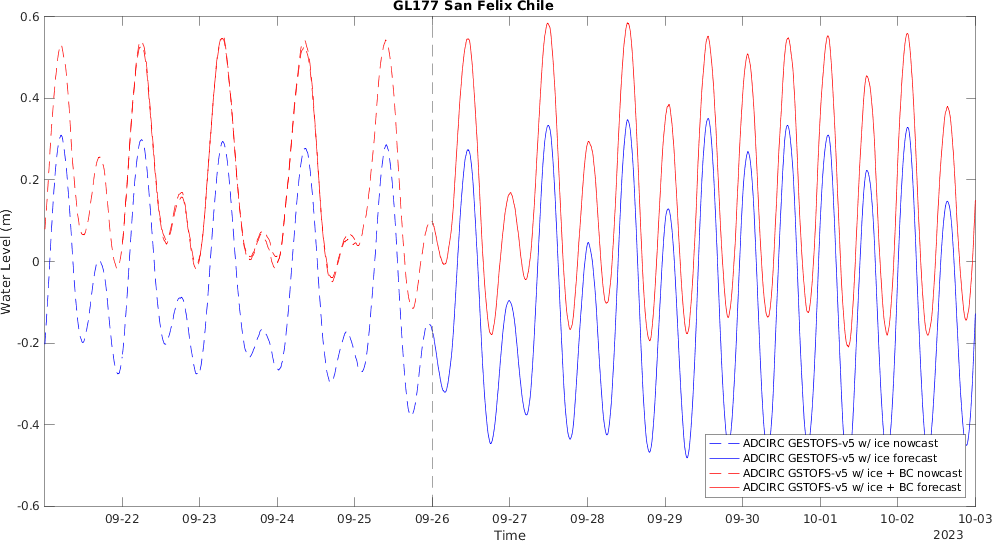 GL177 San Felix Chile
Water Level (m)
0.6
0.4
0.2
0
-0.2
-0.4
-0.6
ADCIRC GESTOFS-v5 w/ ice nowcast
ADCIRC GESTOFS-v5 w/ ice forecast
ADCIRC GSTOFS-v5 w/ ice + BC nowcast
ADCIRC GSTOFS-v5 w/ ice + BC forecast
09-22 09-23 09-24 09-25 09-26 09-27 09-28 09-29 09-30 10-01 10-02 10-03
Time
2023